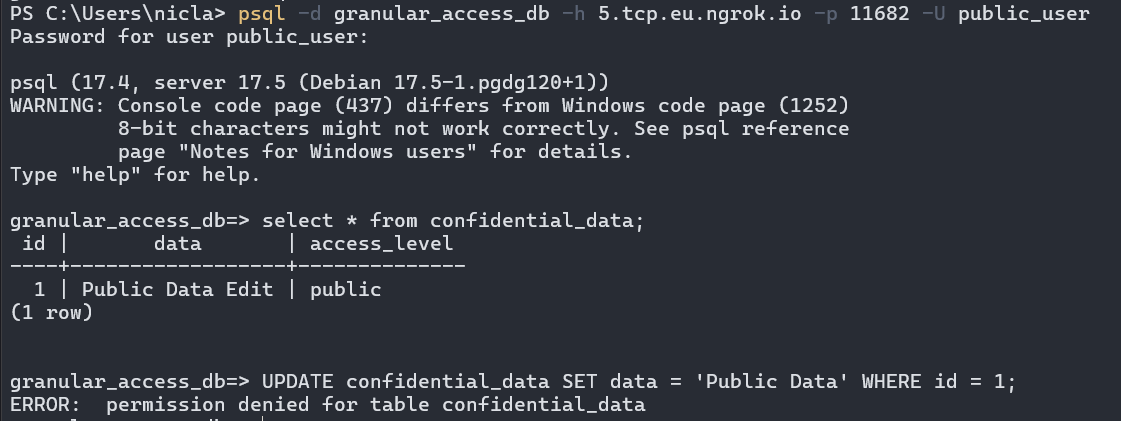 PS C:\Users\nicla> psql -d granular_access_db -h 5.tcp.eu.ngrok.io -p 11682 -U public_user
Password for user public_user:
psql (17.4, server 17.5 (Debian 17.5-1.pgdg120+1))
WARNING: Console code page (437) differs from Windows code page (1252)
         8-bit characters might not work correctly. See psql reference
         page "Notes for Windows users" for details.
Type "help" for help.
granular_access_db=> select * from confidential_data;
 id |       data       | access_level
----+------------------+--------------
  1 | Public Data Edit | public
(1 row)
granular_access_db=> UPDATE confidential_data SET data = 'Public Data' WHERE id = 1;
ERROR:  permission denied for table confidential_data